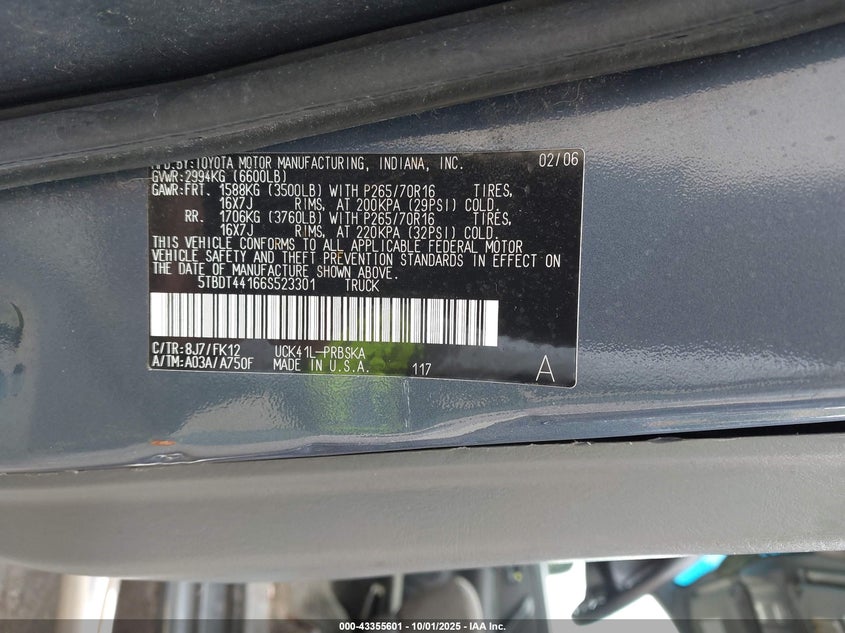 MFD.BY:TOYOTA MOTOR MANUFACTURING, INDIANA, INC. 02/06
GVWR:2994KG (6600LB)
GAWR:FRT. 1588KG (3500LB) WITH P265/70R16 TIRES,
16X7J RIMS, AT 200KPA (29PSI) COLD.
RR. 1706KG (3760LB) WITH P265/70R16 TIRES,
16X7J RIMS, AT 220KPA (32PSI) COLD.
THIS VEHICLE CONFORMS TO ALL APPLICABLE FEDERAL MOTOR
VEHICLE SAFETY AND THEFT PREVENTION STANDARDS IN EFFECT ON
THE DATE OF MANUFACTURE SHOWN ABOVE.
5TBDT44166S523301 TRUCK
C/TR:8J7/FK12 UCK41L-PRBSKA
A/TM:A03A/A750F MADE IN U.S.A. 117 A
000-43355601 - 10/01/2025 - IAA Inc.